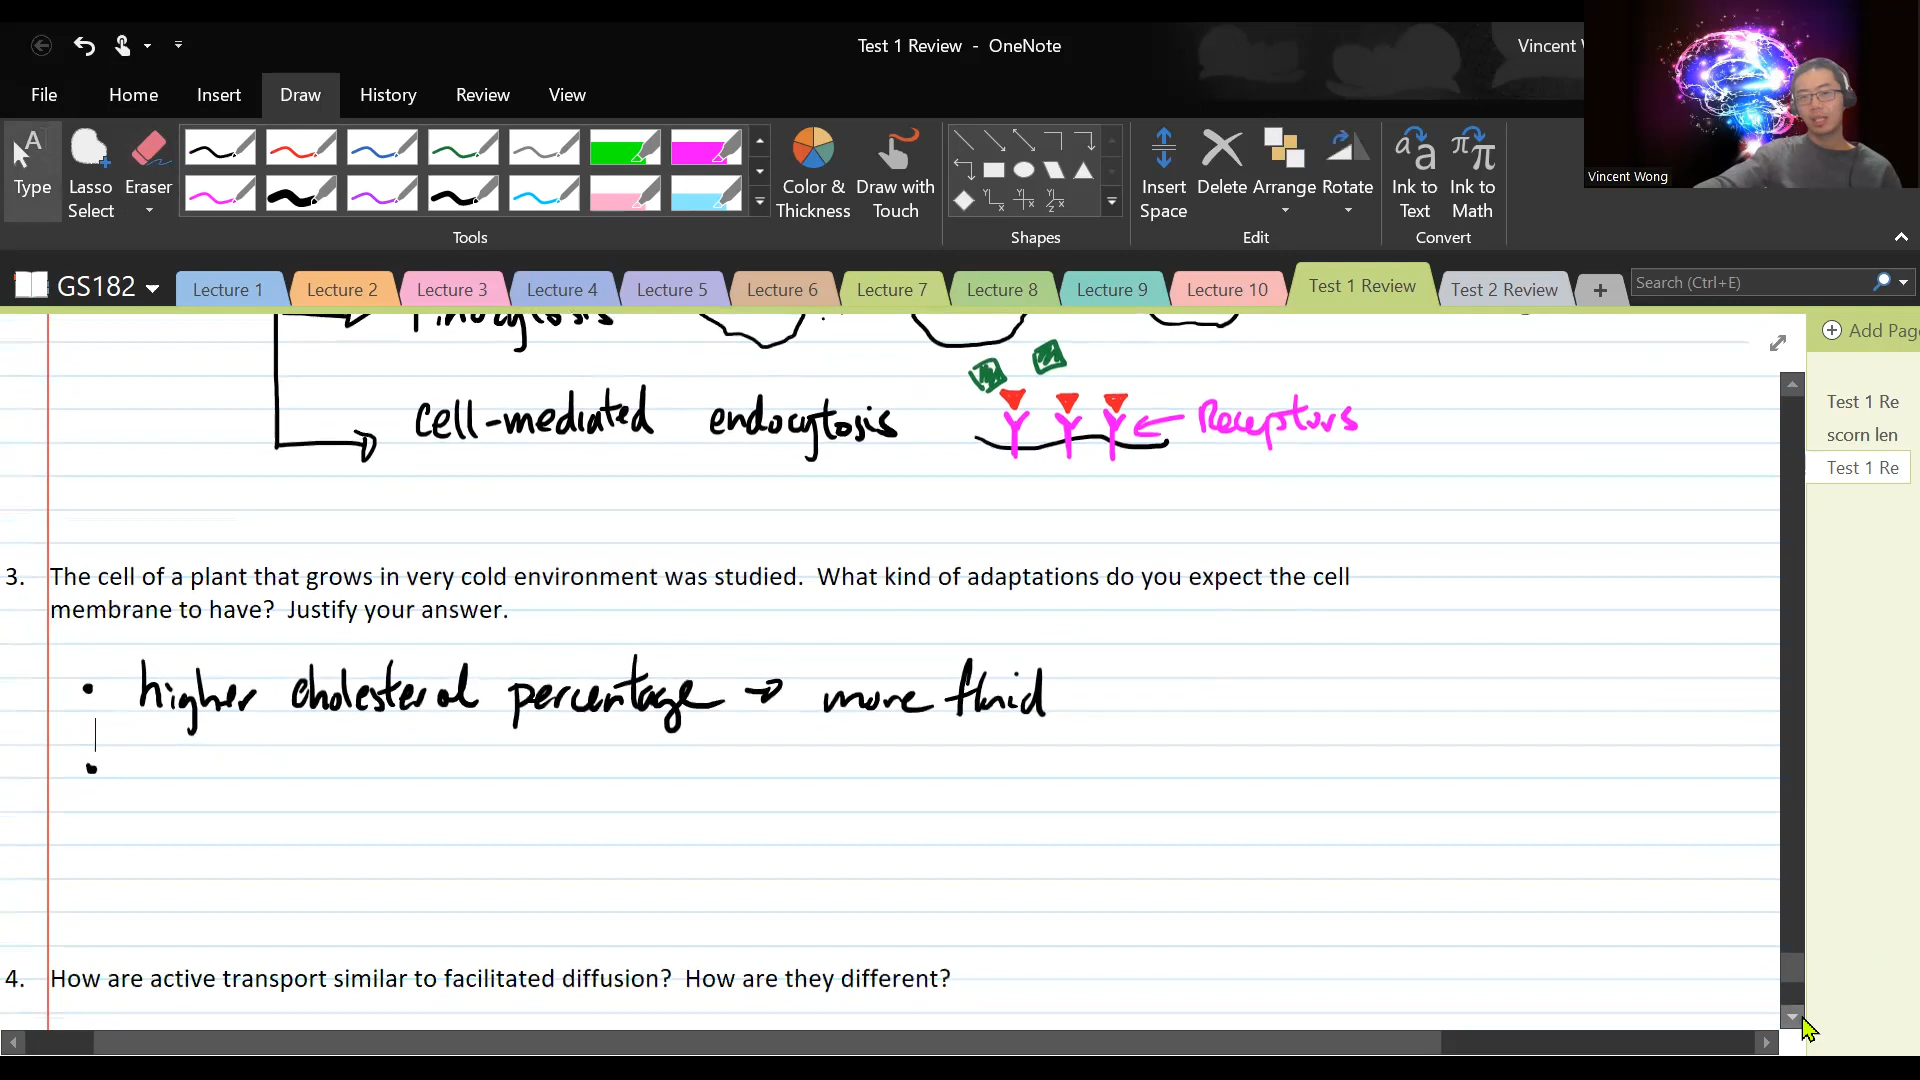 Test 1 Review - OneNote
Vincent W
File Home Insert Draw History Review View
Type
Lasso Select
Eraser
Color & Thickness
Draw with Touch
Insert Space
Delete
Arrange
Rotate
Ink to Text
Ink to Math
Vincent Wong
Tools Shapes Edit Convert
GS182 Lecture 1 Lecture 2 Lecture 3 Lecture 4 Lecture 5 Lecture 6 Lecture 7 Lecture 8 Lecture 9 Lecture 10 Test 1 Review Test 2 Review Search (Ctrl+E)
Add Pag
Test 1 Re
scorn len
Test 1 Re
Pinocytosis
Cell-mediated endocytosis Receptors
3. The cell of a plant that grows in very cold environment was studied. What kind of adaptations do you expect the cell
membrane to have? Justify your answer.
• higher cholesteral percentage → more fluid
•
4. How are active transport similar to facilitated diffusion? How are they different?